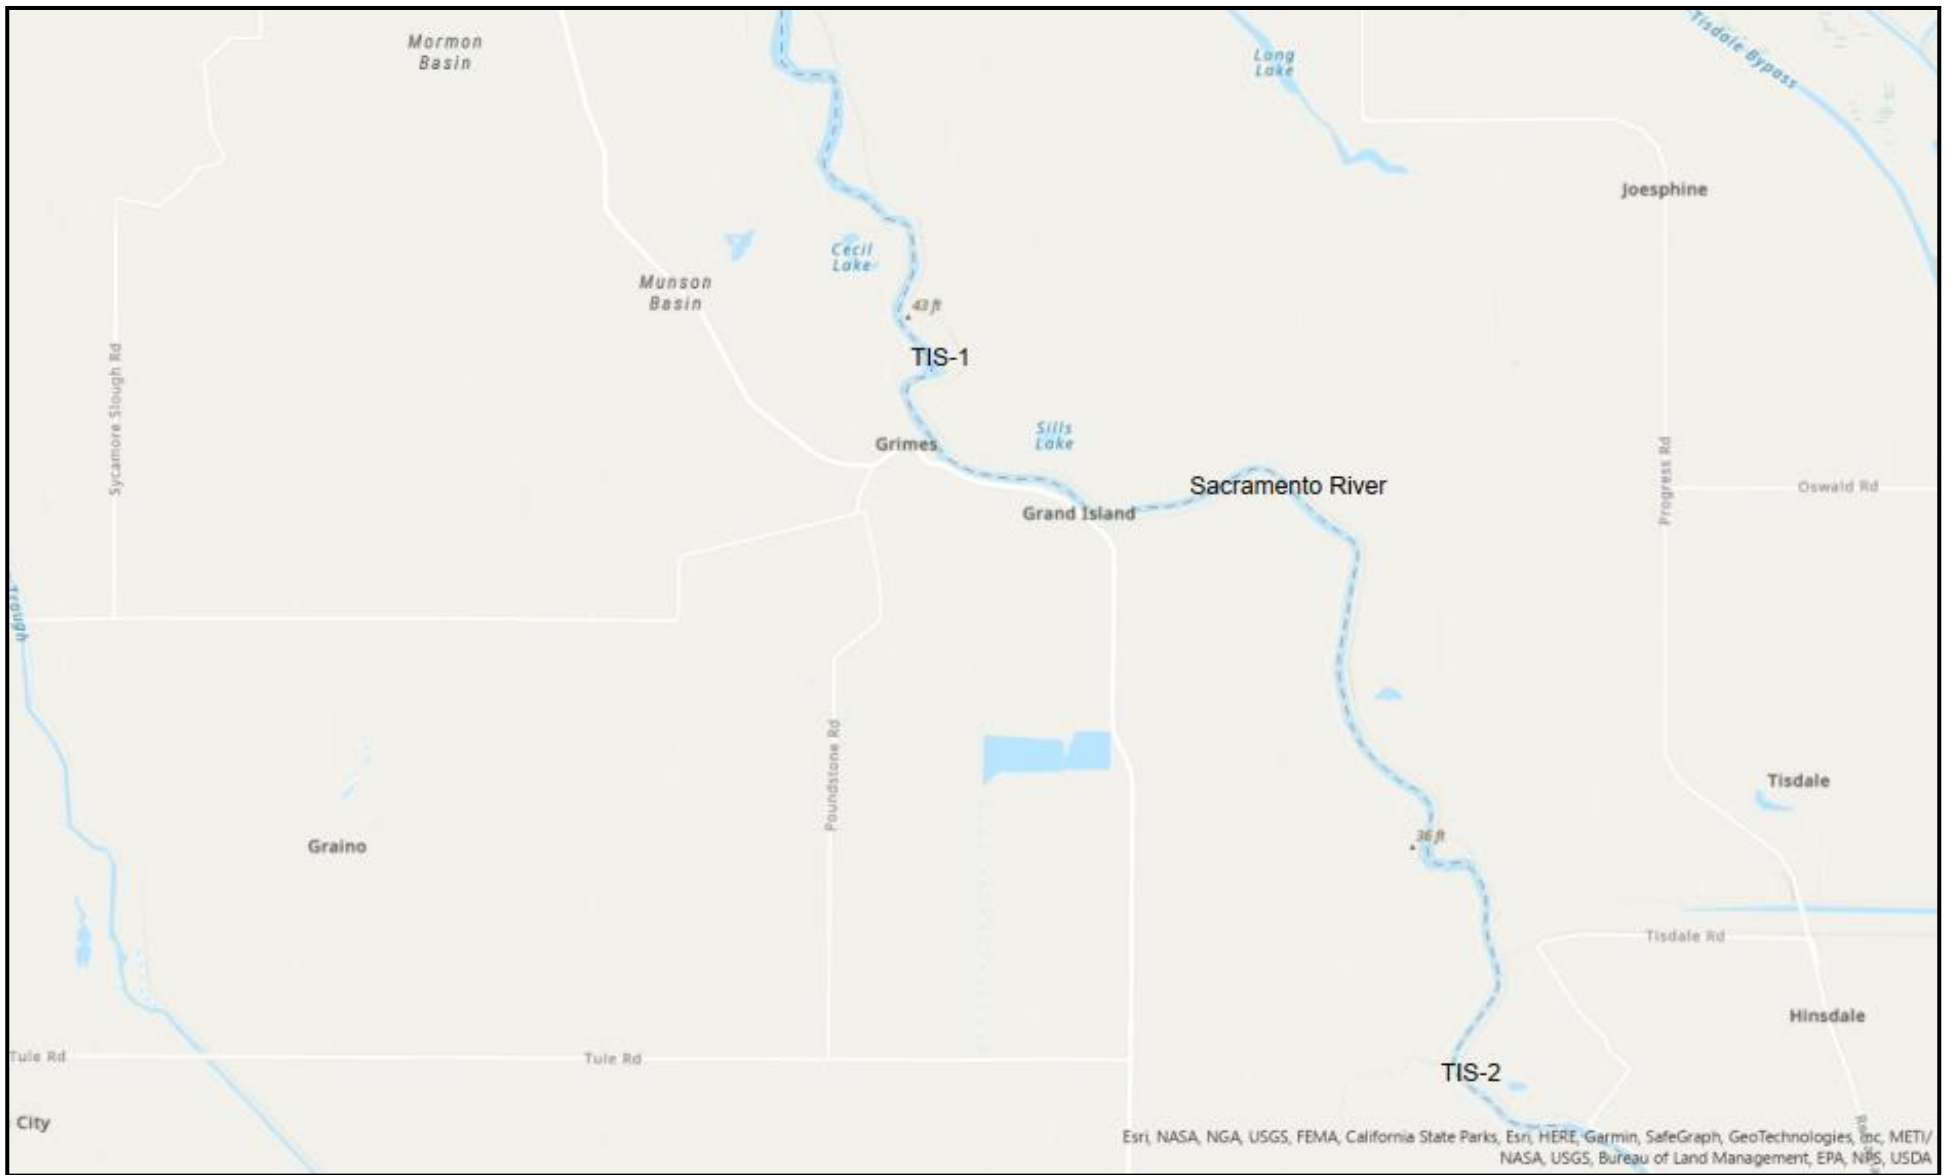 Mormon
Basin
Long
Lake
Tisdale Bypass
Joesphine
Cecil
Lake
Munson
Basin
43 ft
TIS-1
Sycamore Slough Rd
Grimes
Sills
Lake
Sacramento River
Progress Rd
Oswald Rd
Grand Island
Trough
Poundstone Rd
Tisdale
Graino
36 ft
Tisdale Rd
Hinsdale
Tule Rd
Tule Rd
TIS-2
City
Esri, NASA, NGA, USGS, FEMA, California State Parks, Esri, HERE, Garmin, SafeGraph, GeoTechnologies, Inc, METI/
NASA, USGS, Bureau of Land Management, EPA, NPS, USDA